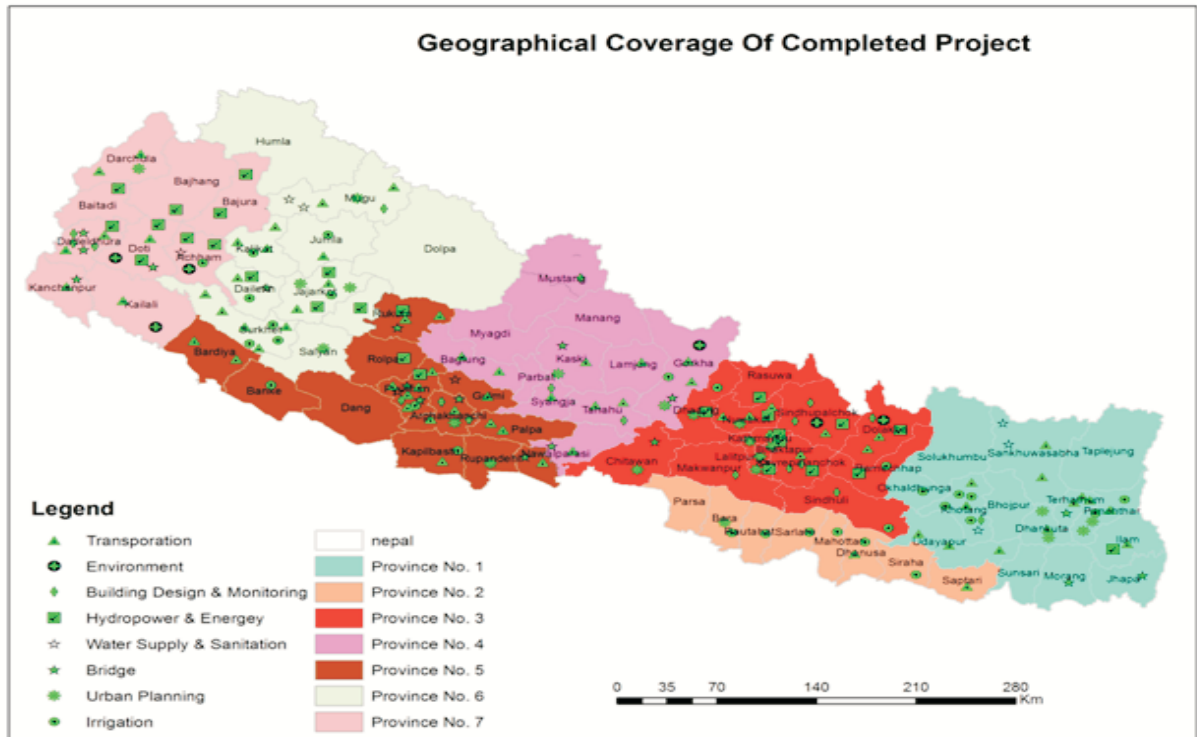 Geographical Coverage Of Completed Project
Humla
Darchula
Bajhang
Bajura
Baitadi
Mugu
Dadeldhura
Doti
Achham
Kalikot
Jumla
Dolpa
Kanchanpur
Kailali
Dailekh
Jajarkot
Surkhet
Salyan
Rukum
Mustang
Manang
Myagdi
Bardiya
Banke
Dang
Rolpa
Pyuthan
Baglung
Kaski
Parbat
Lamjung
Gorkha
Gulmi
Syangja
Tanahu
Arghakhanchi
Palpa
Kapilbastu
Rupandehi
Nawalparasi
Rasuwa
Dhading
Nuwakot
Sindhupalchok
Dolakha
Kathmandu
Bhaktapur
Lalitpur
Kavrepalanchok
Ramechhap
Chitawan
Makwanpur
Sindhuli
Parsa
Bara
Rautahat
Sarlahi
Mahottari
Dhanusa
Siraha
Saptari
Solukhumbu
Sankhuwasabha
Taplejung
Okhaldhunga
Khotang
Bhojpur
Terhathum
Panchthar
Dhankuta
Udayapur
Ilam
Sunsari
Morang
Jhapa
Legend
Transporation
Environment
Building Design & Monitoring
Hydropower & Energey
Water Supply & Sanitation
Bridge
Urban Planning
Irrigation
nepal
Province No. 1
Province No. 2
Province No. 3
Province No. 4
Province No. 5
Province No. 6
Province No. 7
0 35 70 140 210 280
Km